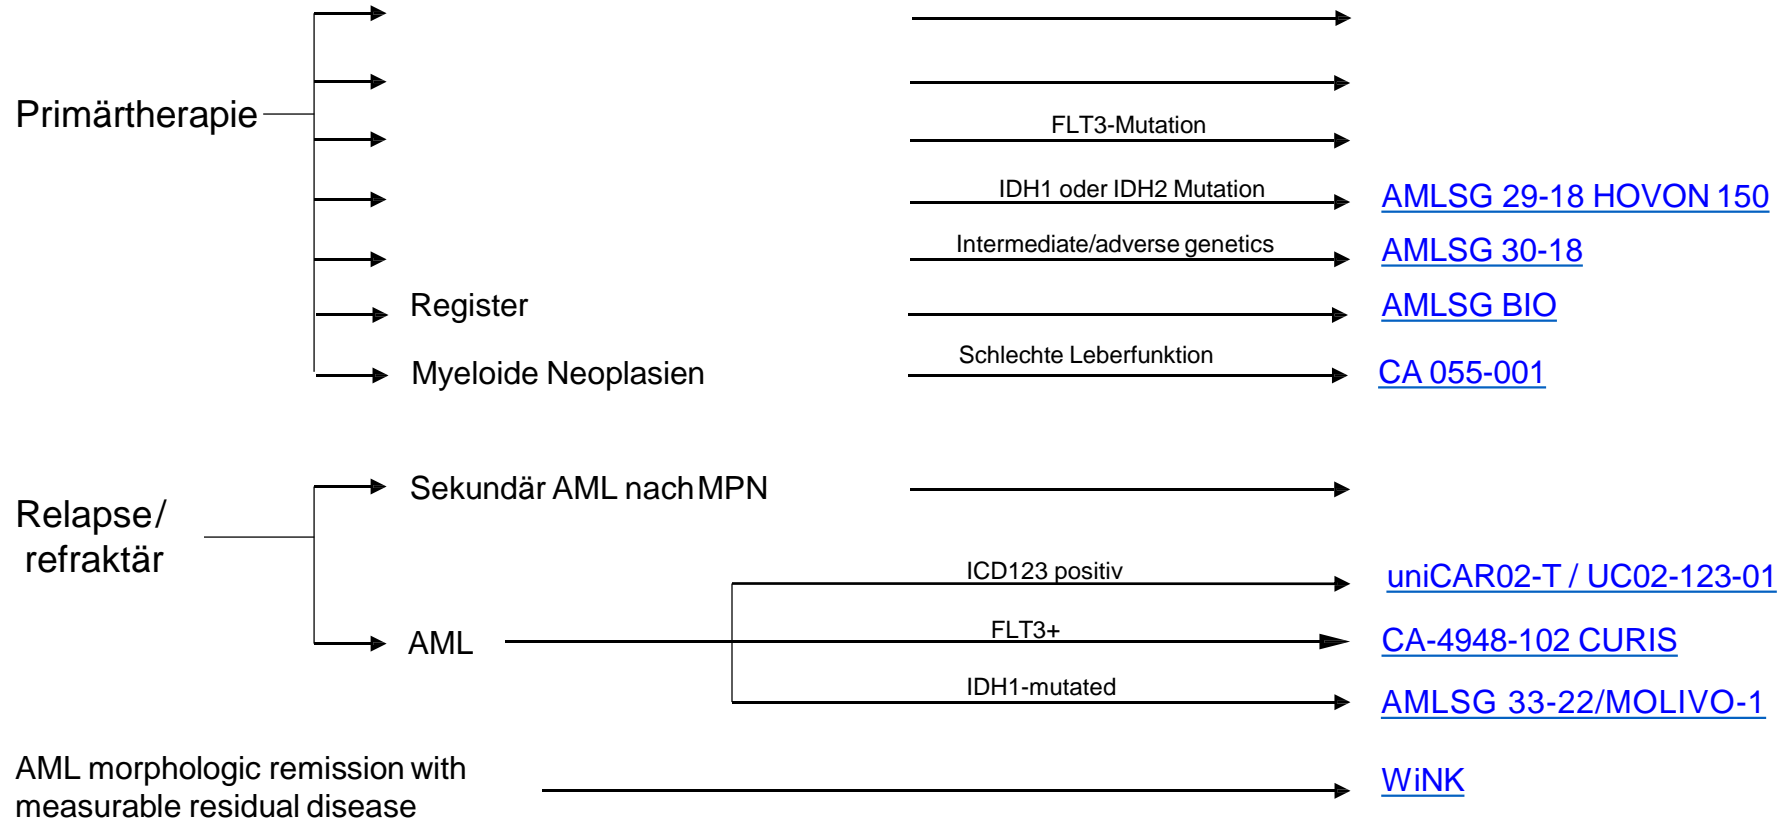 Primärtherapie
FLT3-Mutation
IDH1 oder IDH2 Mutation
AMLSG 29-18 HOVON 150
Intermediate/adverse genetics
AMLSG 30-18
Register
AMLSG BIO
Myeloide Neoplasien
Schlechte Leberfunktion
CA 055-001
Relapse/
refraktär
Sekundär AML nach MPN
AML
ICD123 positiv
uniCAR02-T / UC02-123-01
FLT3+
CA-4948-102 CURIS
IDH1-mutated
AMLSG 33-22/MOLIVO-1
AML morphologic remission with
measurable residual disease
WiNK